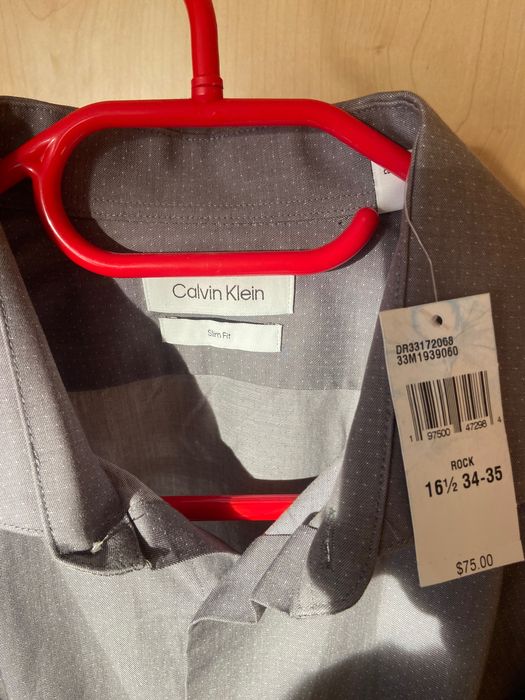 Calvin Klein
Slim Fit
DR33172068
33M1939060
1 97500 47298 4
ROCK
16½ 34-35
$75.00